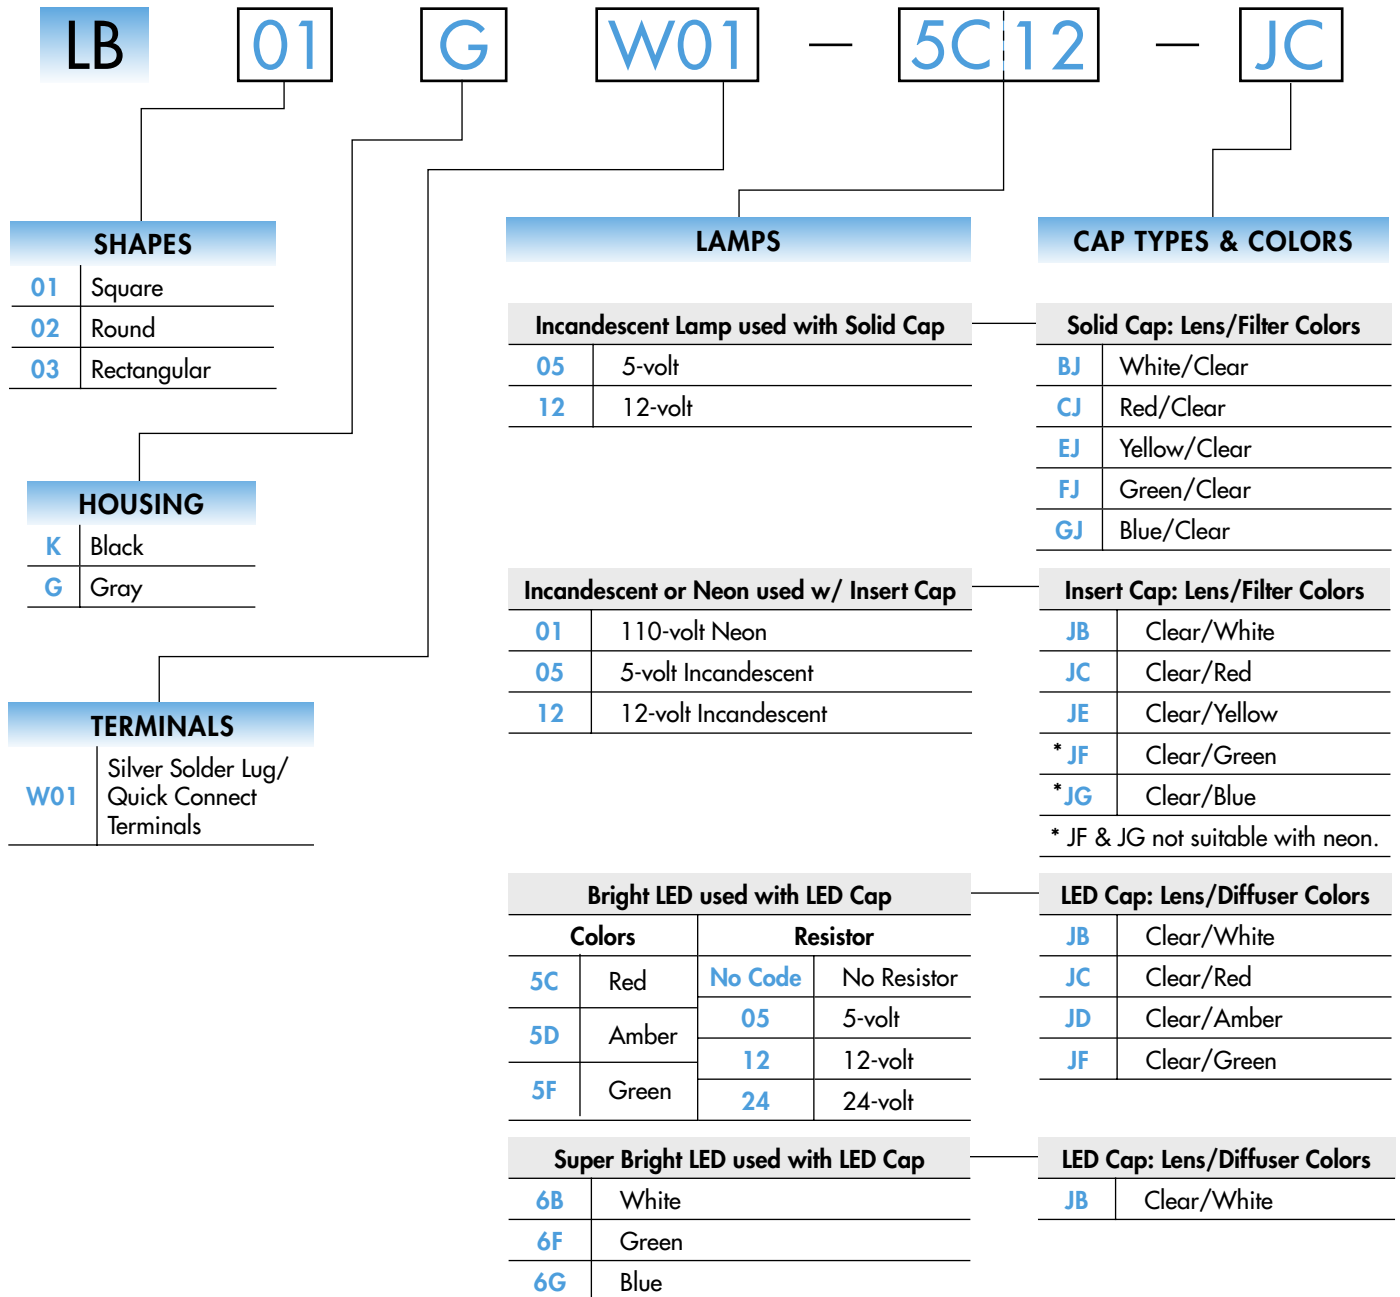 LB 01 G W01 — 5C 12 — JC
SHAPES
01 Square
02 Round
03 Rectangular
HOUSING
K Black
G Gray
TERMINALS
W01 Silver Solder Lug/
Quick Connect
Terminals
LAMPS
Incandescent Lamp used with Solid Cap
05 5-volt
12 12-volt
Incandescent or Neon used w/ Insert Cap
01 110-volt Neon
05 5-volt Incandescent
12 12-volt Incandescent
Bright LED used with LED Cap
Colors
5C Red
5D Amber
5F Green
Resistor
No Code No Resistor
05 5-volt
12 12-volt
24 24-volt
Super Bright LED used with LED Cap
6B White
6F Green
6G Blue
CAP TYPES & COLORS
Solid Cap: Lens/Filter Colors
BJ White/Clear
CJ Red/Clear
EJ Yellow/Clear
FJ Green/Clear
GJ Blue/Clear
Insert Cap: Lens/Filter Colors
JB Clear/White
JC Clear/Red
JE Clear/Yellow
* JF Clear/Green
* JG Clear/Blue
* JF & JG not suitable with neon.
LED Cap: Lens/Diffuser Colors
JB Clear/White
JC Clear/Red
JD Clear/Amber
JF Clear/Green
LED Cap: Lens/Diffuser Colors
JB Clear/White